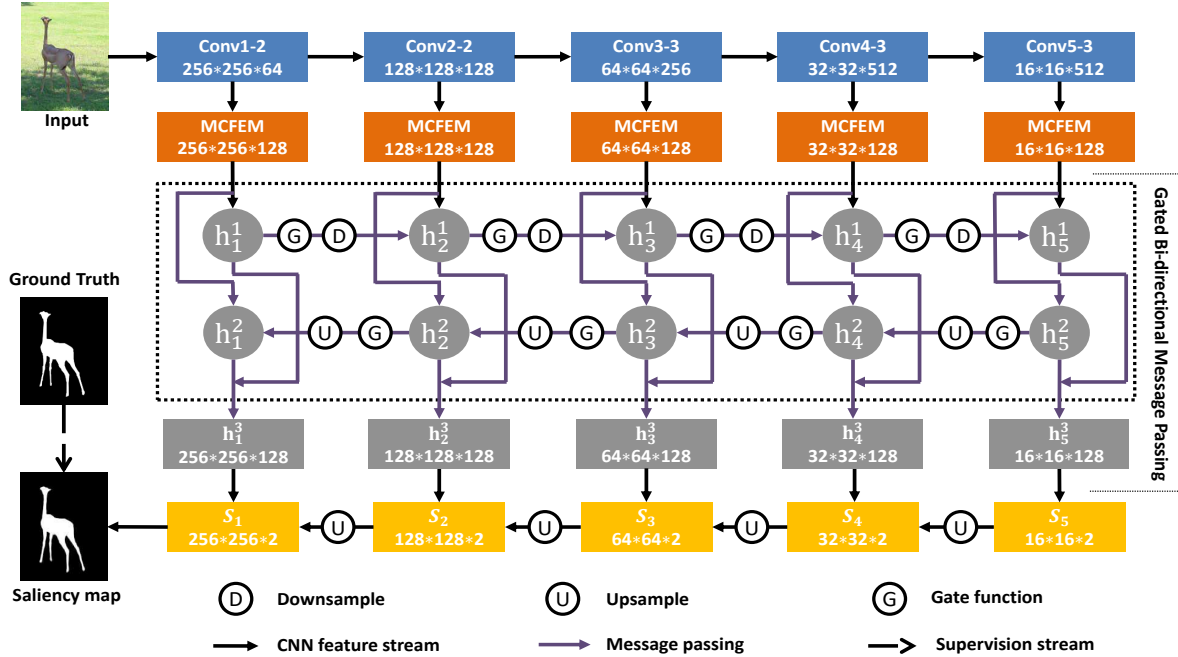 Conv1-2 Conv2-2 Conv3-3 Conv4-3 Conv5-3
256*256*64 128*128*128 64*64*256 32*32*512 16*16*512
Input
MCFEM MCFEM MCFEM MCFEM MCFEM
256*256*128 128*128*128 64*64*128 32*32*128 16*16*128
h₁¹ G D h₂¹ G D h₃¹ G D h₄¹ G D h₅¹
Gated Bi-directional Message Passing
Ground Truth
h₁² U G h₂² U G h₃² U G h₄² U G h₅²
h₁³ h₂³ h₃³ h₄³ h₅³
256*256*128 128*128*128 64*64*128 32*32*128 16*16*128
S₁ U S₂ U S₃ U S₄ U S₅
256*256*2 128*128*2 64*64*2 32*32*2 16*16*2
Saliency map
D Downsample U Upsample G Gate function
CNN feature stream Message passing Supervision stream